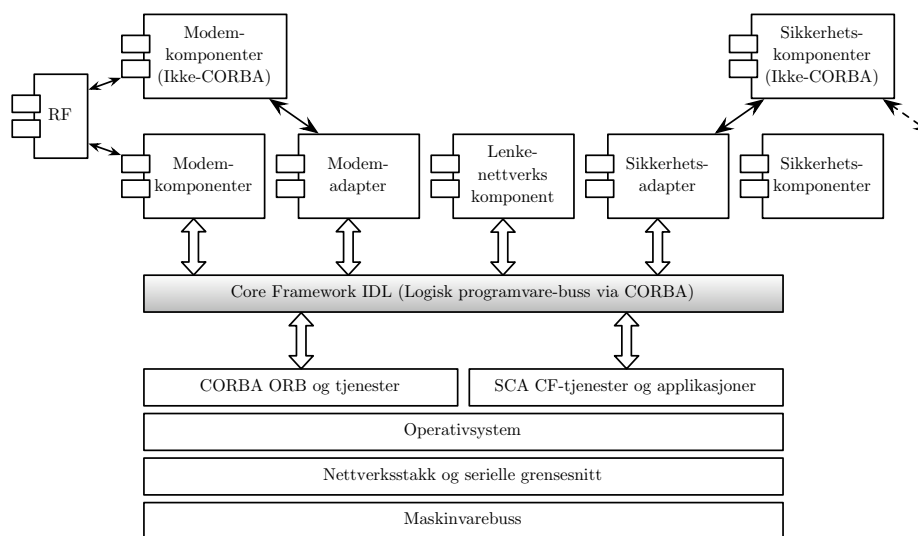 Modem-
komponenter
(Ikke-CORBA)
Sikkerhets-
komponenter
(Ikke-CORBA)
RF
Modem-
komponenter
Modem-
adapter
Lenke-
nettverks
komponent
Sikkerhets-
adapter
Sikkerhets-
komponenter
Core Framework IDL (Logisk programvare-buss via CORBA)
CORBA ORB og tjenester
SCA CF-tjenester og applikasjoner
Operativsystem
Nettverksstakk og serielle grensesnitt
Maskinvarebuss